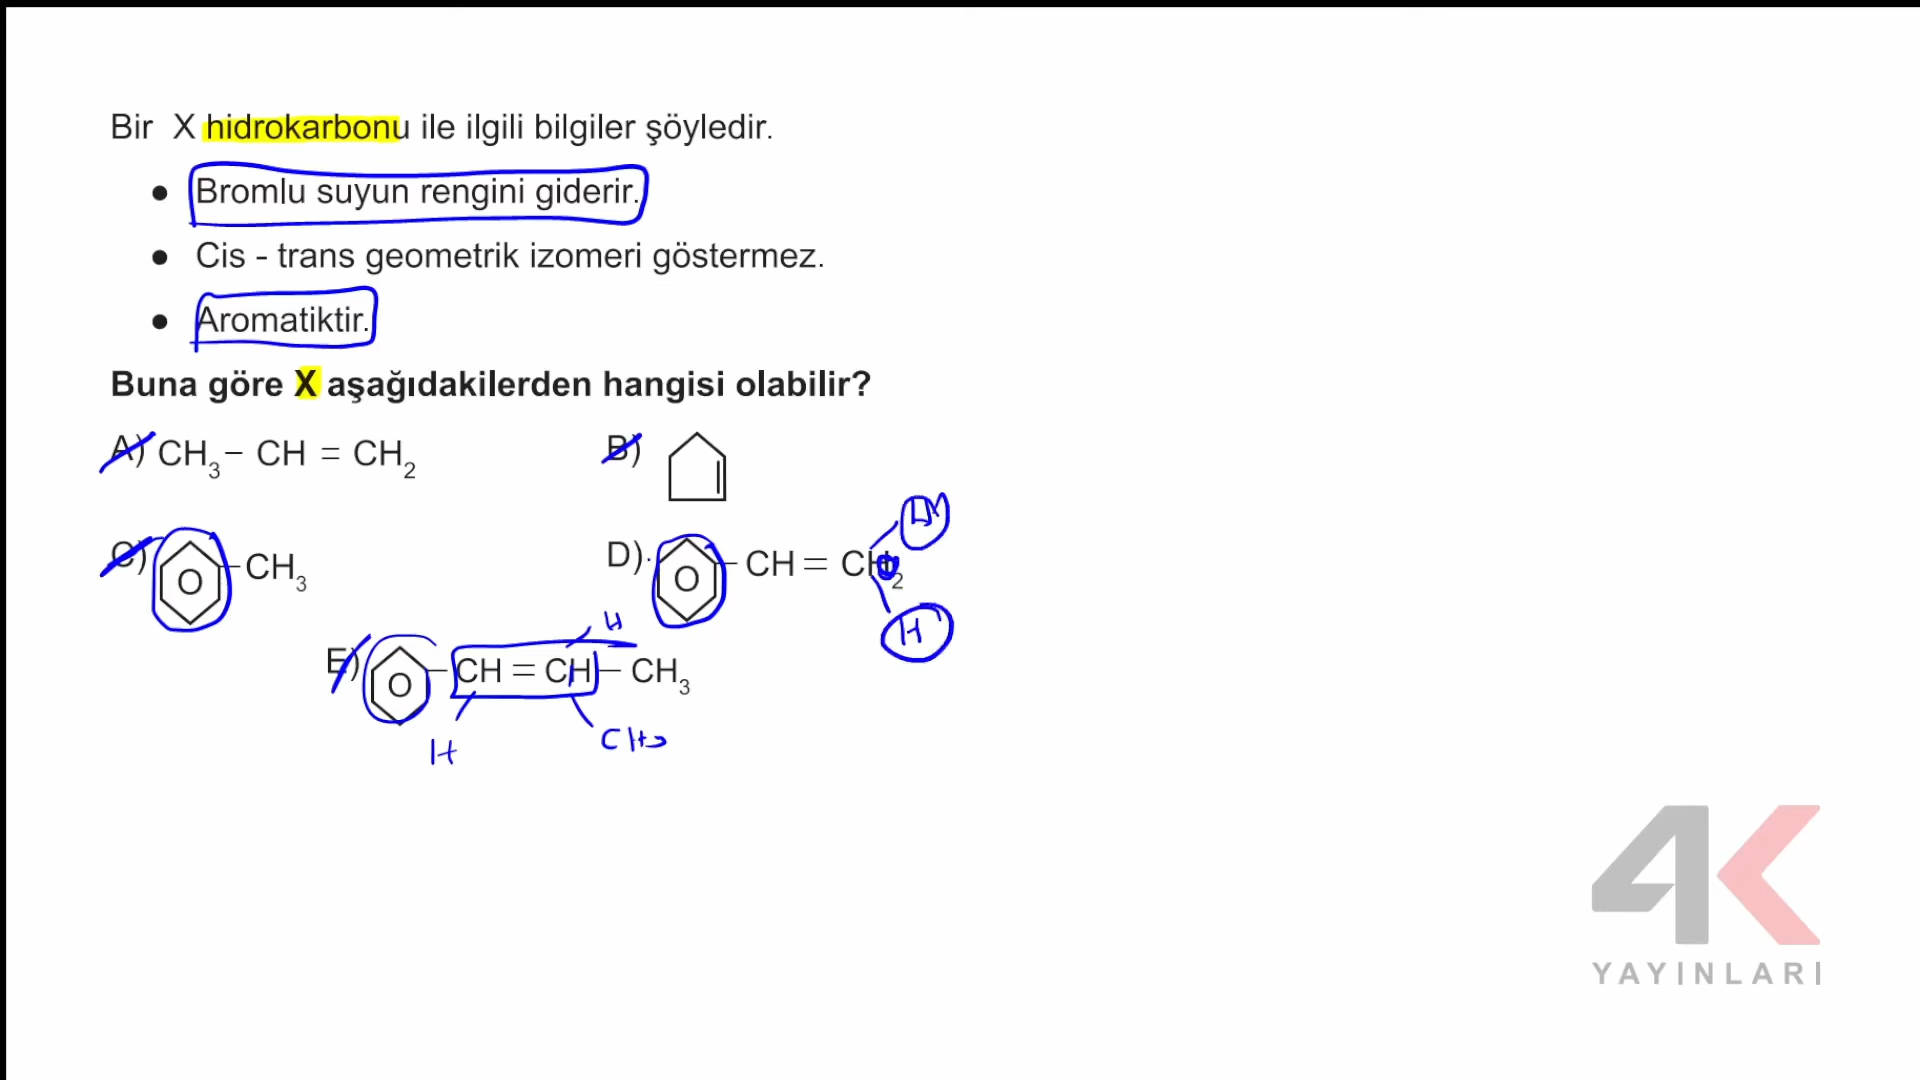 Bir X hidrokarbonu ile ilgili bilgiler şöyledir.
● Bromlu suyun rengini giderir.
● Cis - trans geometrik izomeri göstermez.
● Aromatiktir.
Buna göre X aşağıdakilerden hangisi olabilir?
A) CH3 – CH = CH2
B)
C) – CH3
D) – CH = CH2
H
E) – CH = CH – CH3
H
H
CH3
4K
YAYINLARI